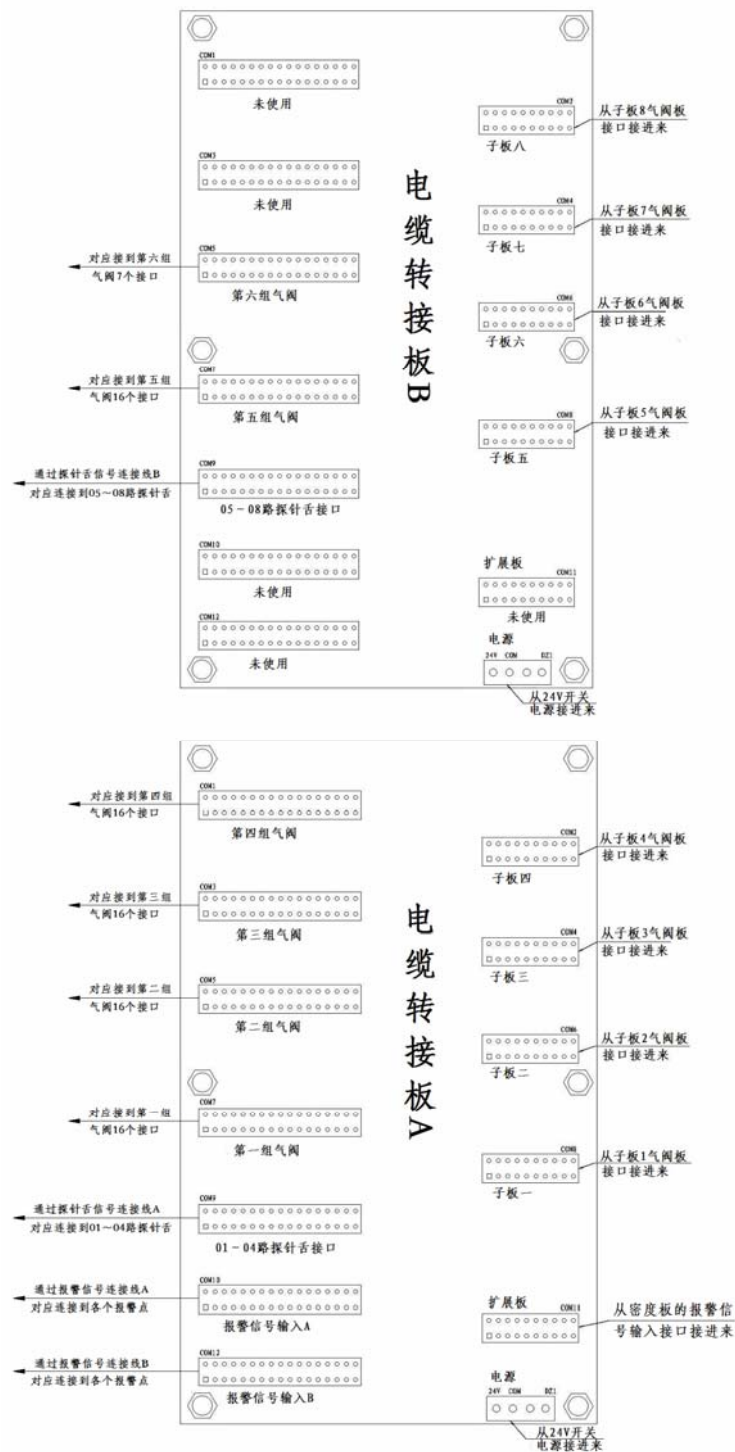 COM1
未使用
COM2
子板八
从子板8气阀板
接口接进来
COM3
未使用
COM4
子板七
从子板7气阀板
接口接进来
对应接到第六组
气阀7个接口
COM5
第六组气阀
COM6
子板六
从子板6气阀板
接口接进来
电缆转接板B
对应接到第五组
气阀16个接口
COM7
第五组气阀
COM8
子板五
从子板5气阀板
接口接进来
通过探针舌信号连接线B
对应连接到05～08路探针舌
COM9
05－08路探针舌接口
COM10
未使用
扩展板
COM11
未使用
COM12
未使用
电源
24V COM DZ1
从24V开关
电源接进来
对应接到第四组
气阀16个接口
COM1
第四组气阀
COM2
子板四
从子板4气阀板
接口接进来
对应接到第三组
气阀16个接口
COM3
第三组气阀
COM4
子板三
从子板3气阀板
接口接进来
对应接到第二组
气阀16个接口
COM5
第二组气阀
COM6
子板二
从子板2气阀板
接口接进来
电缆转接板A
对应接到第一组
气阀16个接口
COM7
第一组气阀
COM8
子板一
从子板1气阀板
接口接进来
通过探针舌信号连接线A
对应连接到01～04路探针舌
COM9
01－04路探针舌接口
通过报警信号连接线A
对应连接到各个报警点
COM10
报警信号输入A
扩展板
COM11
从密度板的报警信
号输入接口接进来
通过报警信号连接线B
对应连接到各个报警点
COM12
报警信号输入B
电源
24V COM DZ1
从24V开关
电源接进来